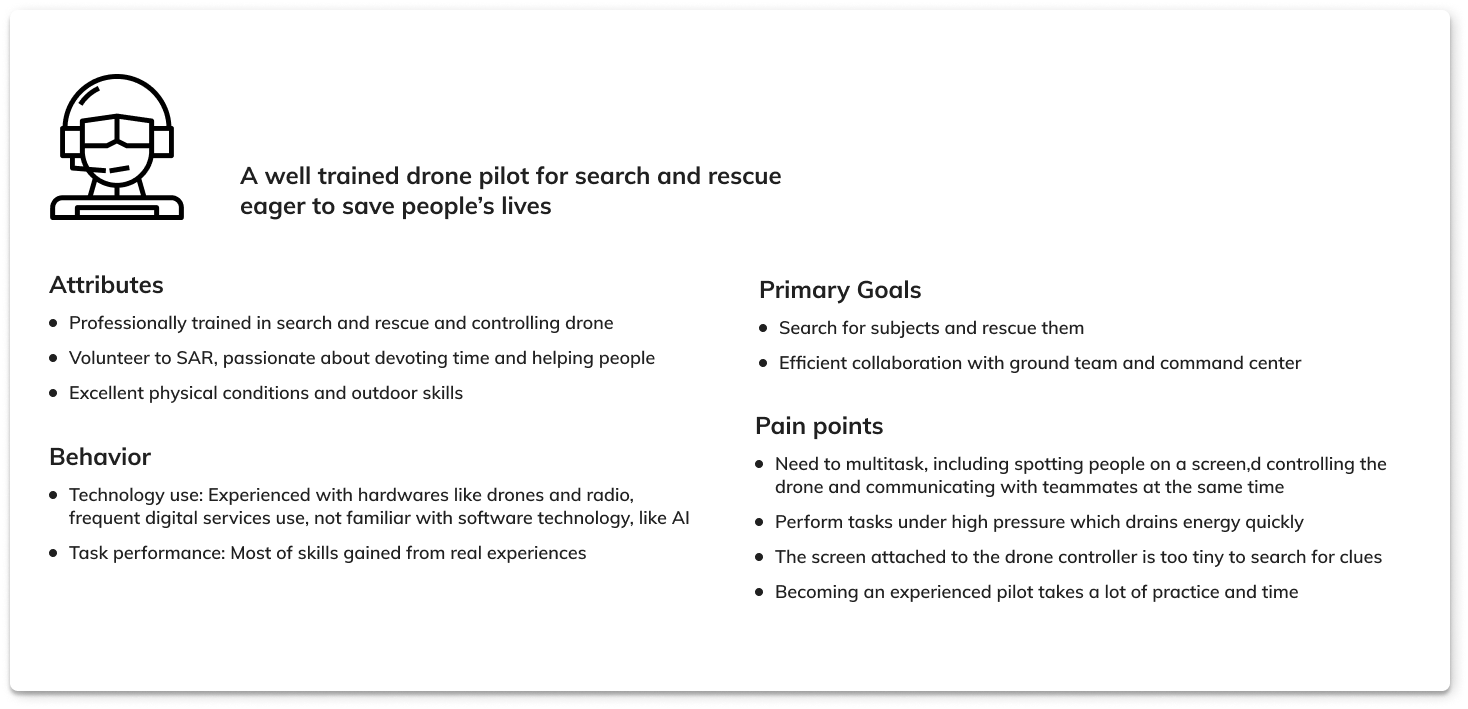 A well trained drone pilot for search and rescue
eager to save people’s lives
Attributes
Professionally trained in search and rescue and controlling drone
Volunteer to SAR, passionate about devoting time and helping people
Excellent physical conditions and outdoor skills
Behavior
Technology use: Experienced with hardwares like drones and radio,
frequent digital services use, not familiar with software technology, like AI
Task performance: Most of skills gained from real experiences
Primary Goals
Search for subjects and rescue them
Efficient collaboration with ground team and command center
Pain points
Need to multitask, including spotting people on a screen,d controlling the
drone and communicating with teammates at the same time
Perform tasks under high pressure which drains energy quickly
The screen attached to the drone controller is too tiny to search for clues
Becoming an experienced pilot takes a lot of practice and time